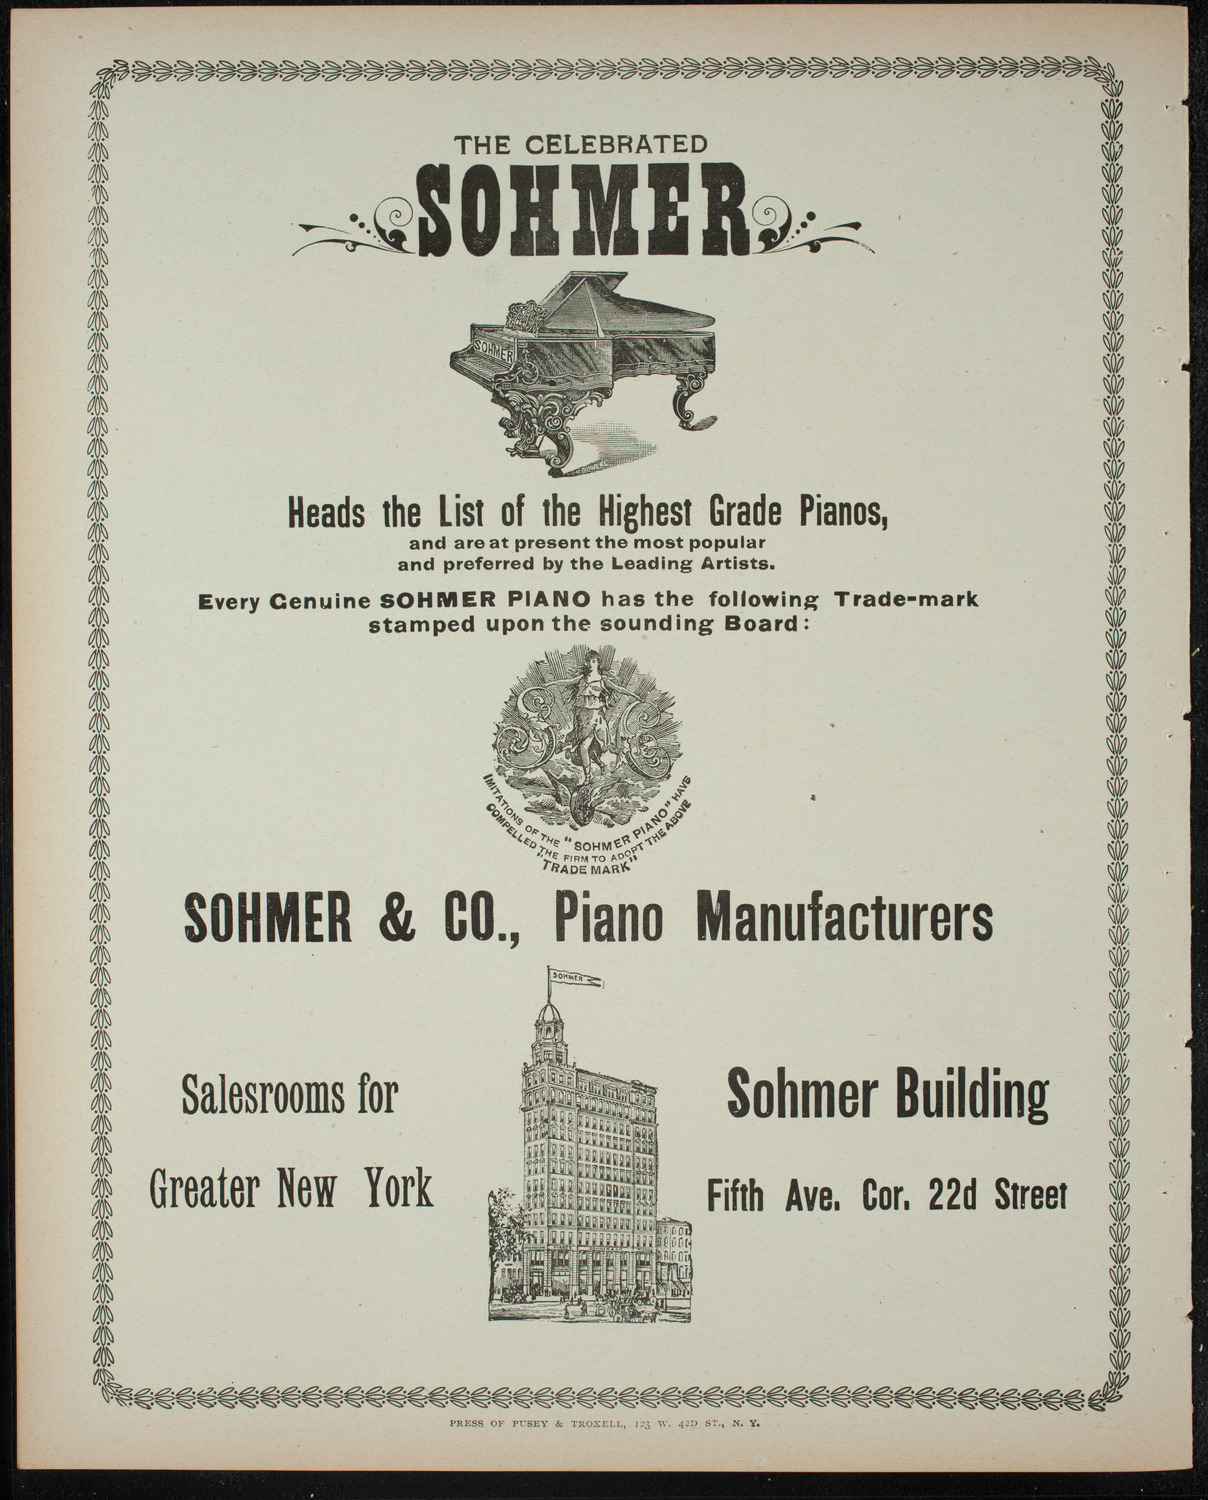 THE CELEBRATED
SOHMER
SOHMER
Heads the List of the Highest Grade Pianos,
and are at present the most popular
and preferred by the Leading Artists.
Every Genuine SOHMER PIANO has the following Trade-mark
stamped upon the sounding Board:
IMITATIONS OF THE "SOHMER PIANO" HAVE
COMPELLED THE FIRM TO ADOPT THE ABOVE
"TRADE MARK"
SOHMER & CO., Piano Manufacturers
SOHMER
Salesrooms for
Greater New York
Sohmer Building
Fifth Ave. Cor. 22d Street
PRESS OF PUSEY & TROXELL, 123 W. 42D ST., N. Y.